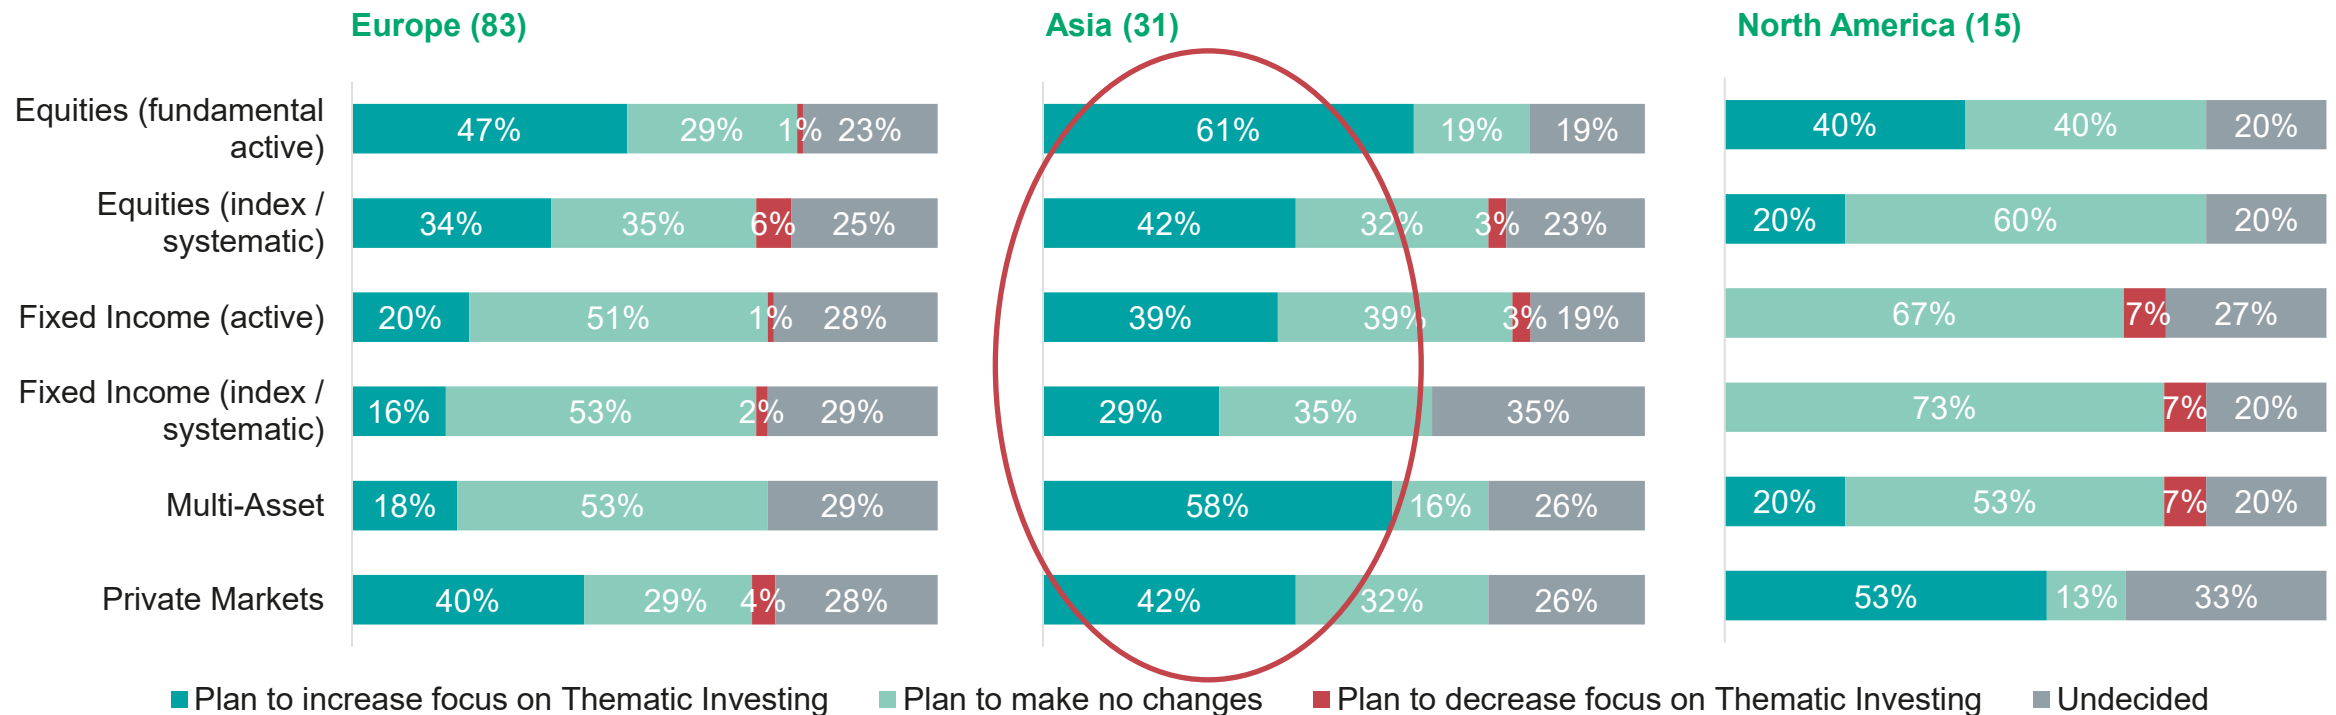 Europe (83)
Asia (31)
North America (15)
Equities (fundamental
active)
47% 29% 1% 23%
61% 19% 19%
40% 40% 20%
Equities (index /
systematic)
34% 35% 6% 25%
42% 32% 3% 23%
20% 60% 20%
Fixed Income (active)
20% 51% 1% 28%
39% 39% 3% 19%
67% 7% 27%
Fixed Income (index /
systematic)
16% 53% 2% 29%
29% 35% 35%
73% 7% 20%
Multi-Asset
18% 53% 29%
58% 16% 26%
20% 53% 7% 20%
Private Markets
40% 29% 4% 28%
42% 32% 26%
53% 13% 33%
Plan to increase focus on Thematic Investing
Plan to make no changes
Plan to decrease focus on Thematic Investing
Undecided